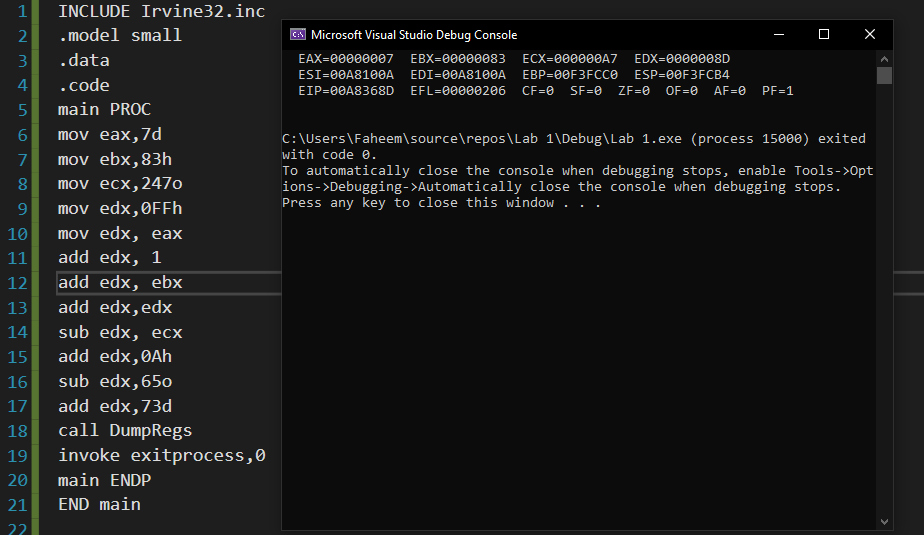 1 INCLUDE Irvine32.inc
2 .model small
3 .data
4 .code
5 main PROC
6 mov eax,7d
7 mov ebx,83h
8 mov ecx,247o
9 mov edx,0FFh
10 mov edx, eax
11 add edx, 1
12 add edx, ebx
13 add edx,edx
14 sub edx, ecx
15 add edx,0Ah
16 sub edx,65o
17 add edx,73d
18 call DumpRegs
19 invoke exitprocess,0
20 main ENDP
21 END main
22
Microsoft Visual Studio Debug Console
EAX=00000007 EBX=00000083 ECX=000000A7 EDX=0000008D
ESI=00A8100A EDI=00A8100A EBP=00F3FCC0 ESP=00F3FCB4
EIP=00A8368D EFL=00000206 CF=0 SF=0 ZF=0 OF=0 AF=0 PF=1
C:\Users\Faheem\source\repos\Lab 1\Debug\Lab 1.exe (process 15000) exited
with code 0.
To automatically close the console when debugging stops, enable Tools->Opt
ions->Debugging->Automatically close the console when debugging stops.
Press any key to close this window . . .